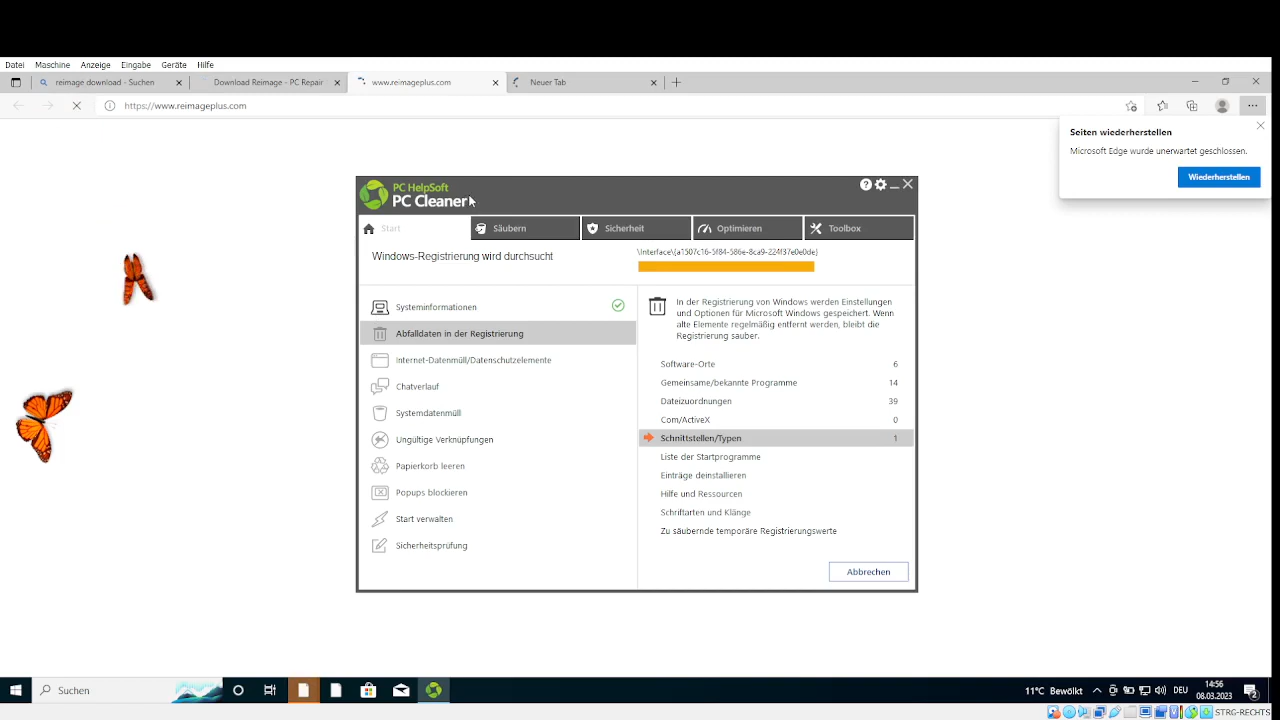 Datei Maschine Anzeige Eingabe Geräte Hilfe
reimage download - Suchen Download Reimage - PC Repair www.reimageplus.com Neuer Tab
https://www.reimageplus.com
Seiten wiederherstellen
Microsoft Edge wurde unerwartet geschlossen.
Wiederherstellen
PC HelpSoft
PC Cleaner
Start Säubern Sicherheit Optimieren Toolbox
Windows-Registrierung wird durchsucht
\Interface\{a1507c16-5f84-586e-8ca9-224f37e0e0de}
Systeminformationen
Abfalldaten in der Registrierung
Internet-Datenmüll/Datenschutzelemente
Chatverlauf
Systemdatenmüll
Ungültige Verknüpfungen
Papierkorb leeren
Popups blockieren
Start verwalten
Sicherheitsprüfung
In der Registrierung von Windows werden Einstellungen
und Optionen für Microsoft Windows gespeichert. Wenn
alte Elemente regelmäßig entfernt werden, bleibt die
Registrierung sauber.
Software-Orte 6
Gemeinsame/bekannte Programme 14
Dateizuordnungen 39
Com/ActiveX 0
Schnittstellen/Typen 1
Liste der Startprogramme
Einträge deinstallieren
Hilfe und Ressourcen
Schriftarten und Klänge
Zu säubernde temporäre Registrierungswerte
Abbrechen
Suchen
11°C Bewölkt
DEU
14:56
08.03.2023
2
STRG-RECHTS